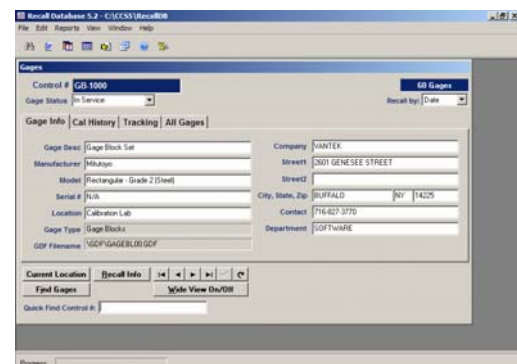 Recall Database 5.2 - C:\CCS5\RecallDB
File Edit Reports View Window Help
Gages
Control # GB-1000 60 Gages
Gage Status In Service Recall by: Date
Gage Info Cal History Tracking All Gages
Gage Desc Gage Block Set Company VANTEK
Manufacturer Mitutoyo Street1 2601 GENESEE STREET
Model Rectangular - Grade 2 (Steel) Street2
Serial # N/A City, State, Zip BUFFALO NY 14225
Location Calibration Lab Contact 716-827-3770
Gage Type Gage Blocks Department SOFTWARE
GDF Filename \GDF\GAGEBL00.GDF
Current Location Recall Info
Find Gages Wide View On/Off
Quick Find Control #:
Progress: